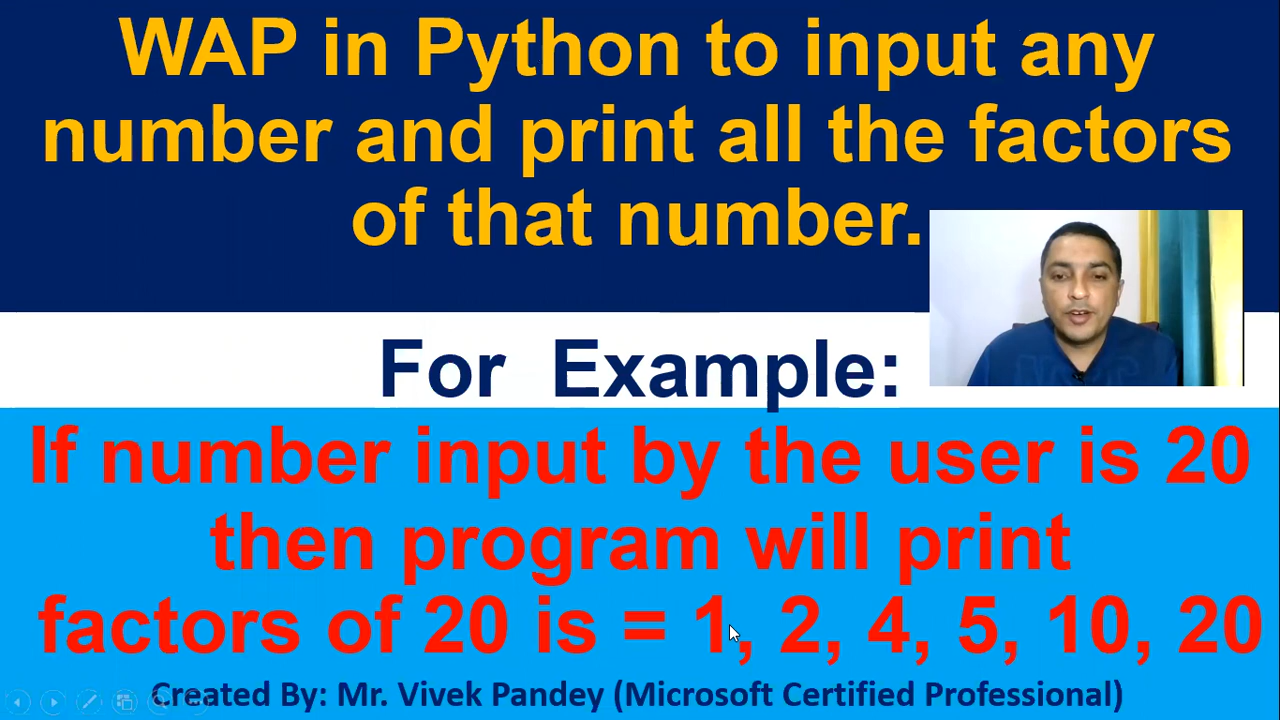 WAP in Python to input any
number and print all the factors
of that number.
For Example:
If number input by the user is 20
then program will print
factors of 20 is = 1, 2, 4, 5, 10, 20
Created By: Mr. Vivek Pandey (Microsoft Certified Professional)